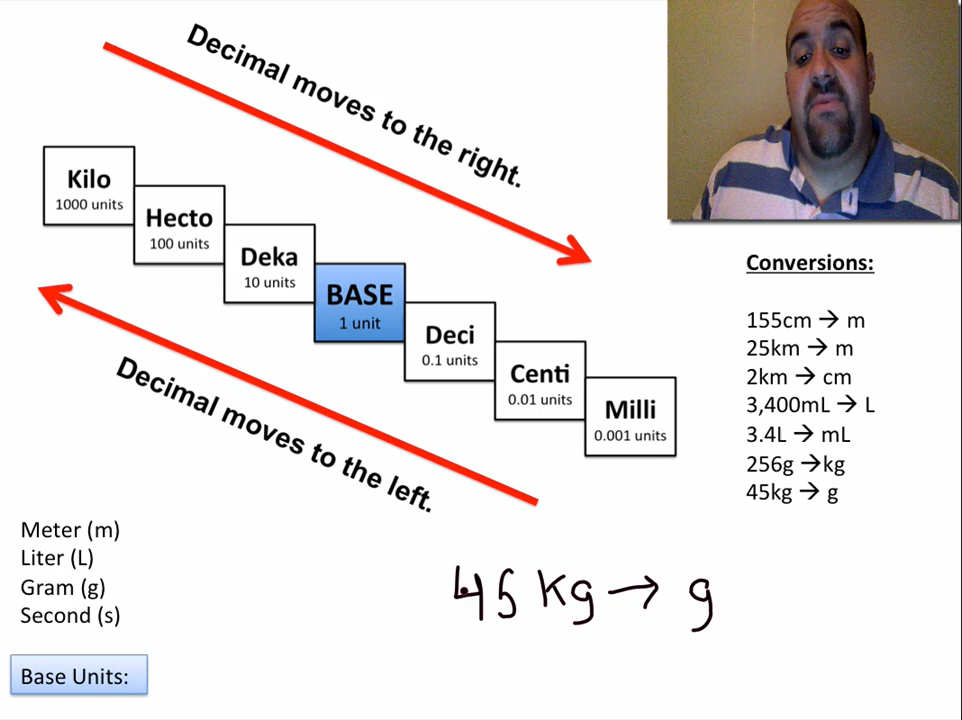 Decimal moves to the right.
Kilo
1000 units
Hecto
100 units
Deka
10 units
BASE
1 unit
Deci
0.1 units
Centi
0.01 units
Milli
0.001 units
Decimal moves to the left.
Conversions:
155cm → m
25km → m
2km → cm
3,400mL → L
3.4L → mL
256g →kg
45kg → g
Meter (m)
Liter (L)
Gram (g)
Second (s)
Base Units:
45 kg → g